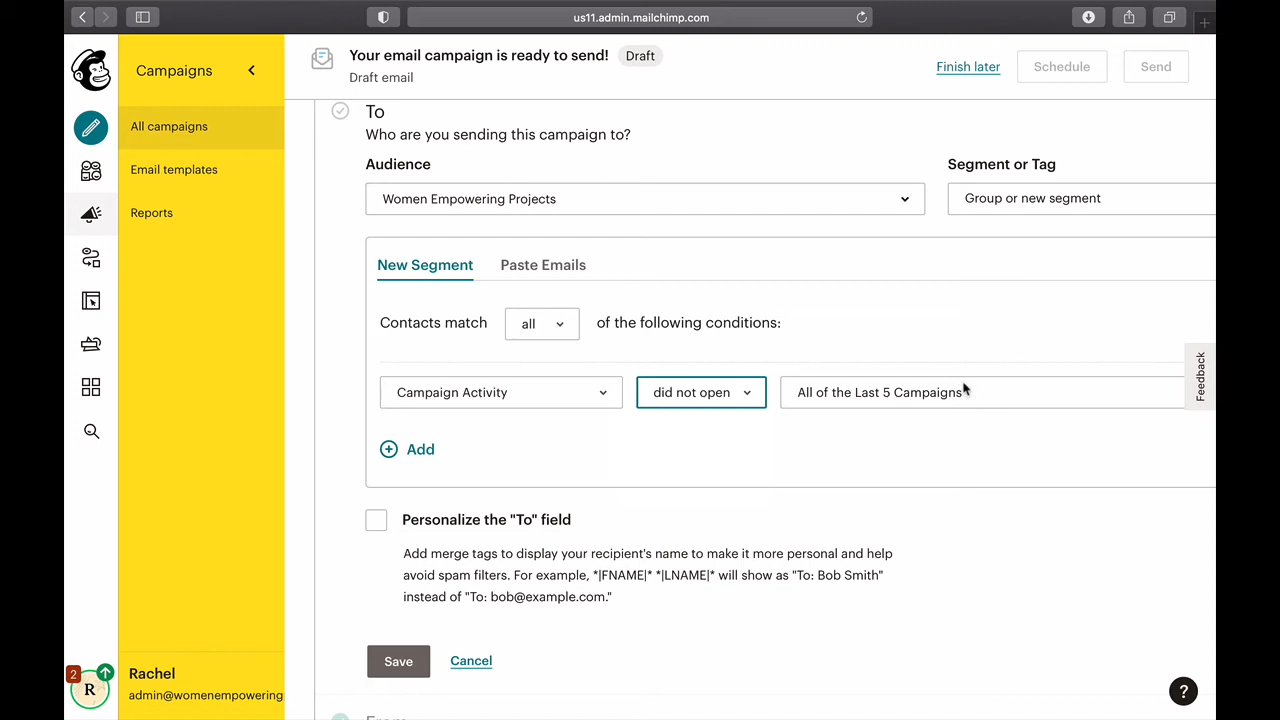 us11.admin.mailchimp.com
Campaigns
All campaigns
Email templates
Reports
Your email campaign is ready to send!
Draft
Draft email
Finish later
Schedule
Send
To
Who are you sending this campaign to?
Audience
Segment or Tag
Women Empowering Projects
Group or new segment
New Segment
Paste Emails
Contacts match
all
of the following conditions:
Campaign Activity
did not open
All of the Last 5 Campaigns
Add
Feedback
Personalize the "To" field
Add merge tags to display your recipient's name to make it more personal and help
avoid spam filters. For example, *|FNAME|* *|LNAME|* will show as "To: Bob Smith"
instead of "To: bob@example.com."
Save
Cancel
2
R
Rachel
admin@womenempowering
?